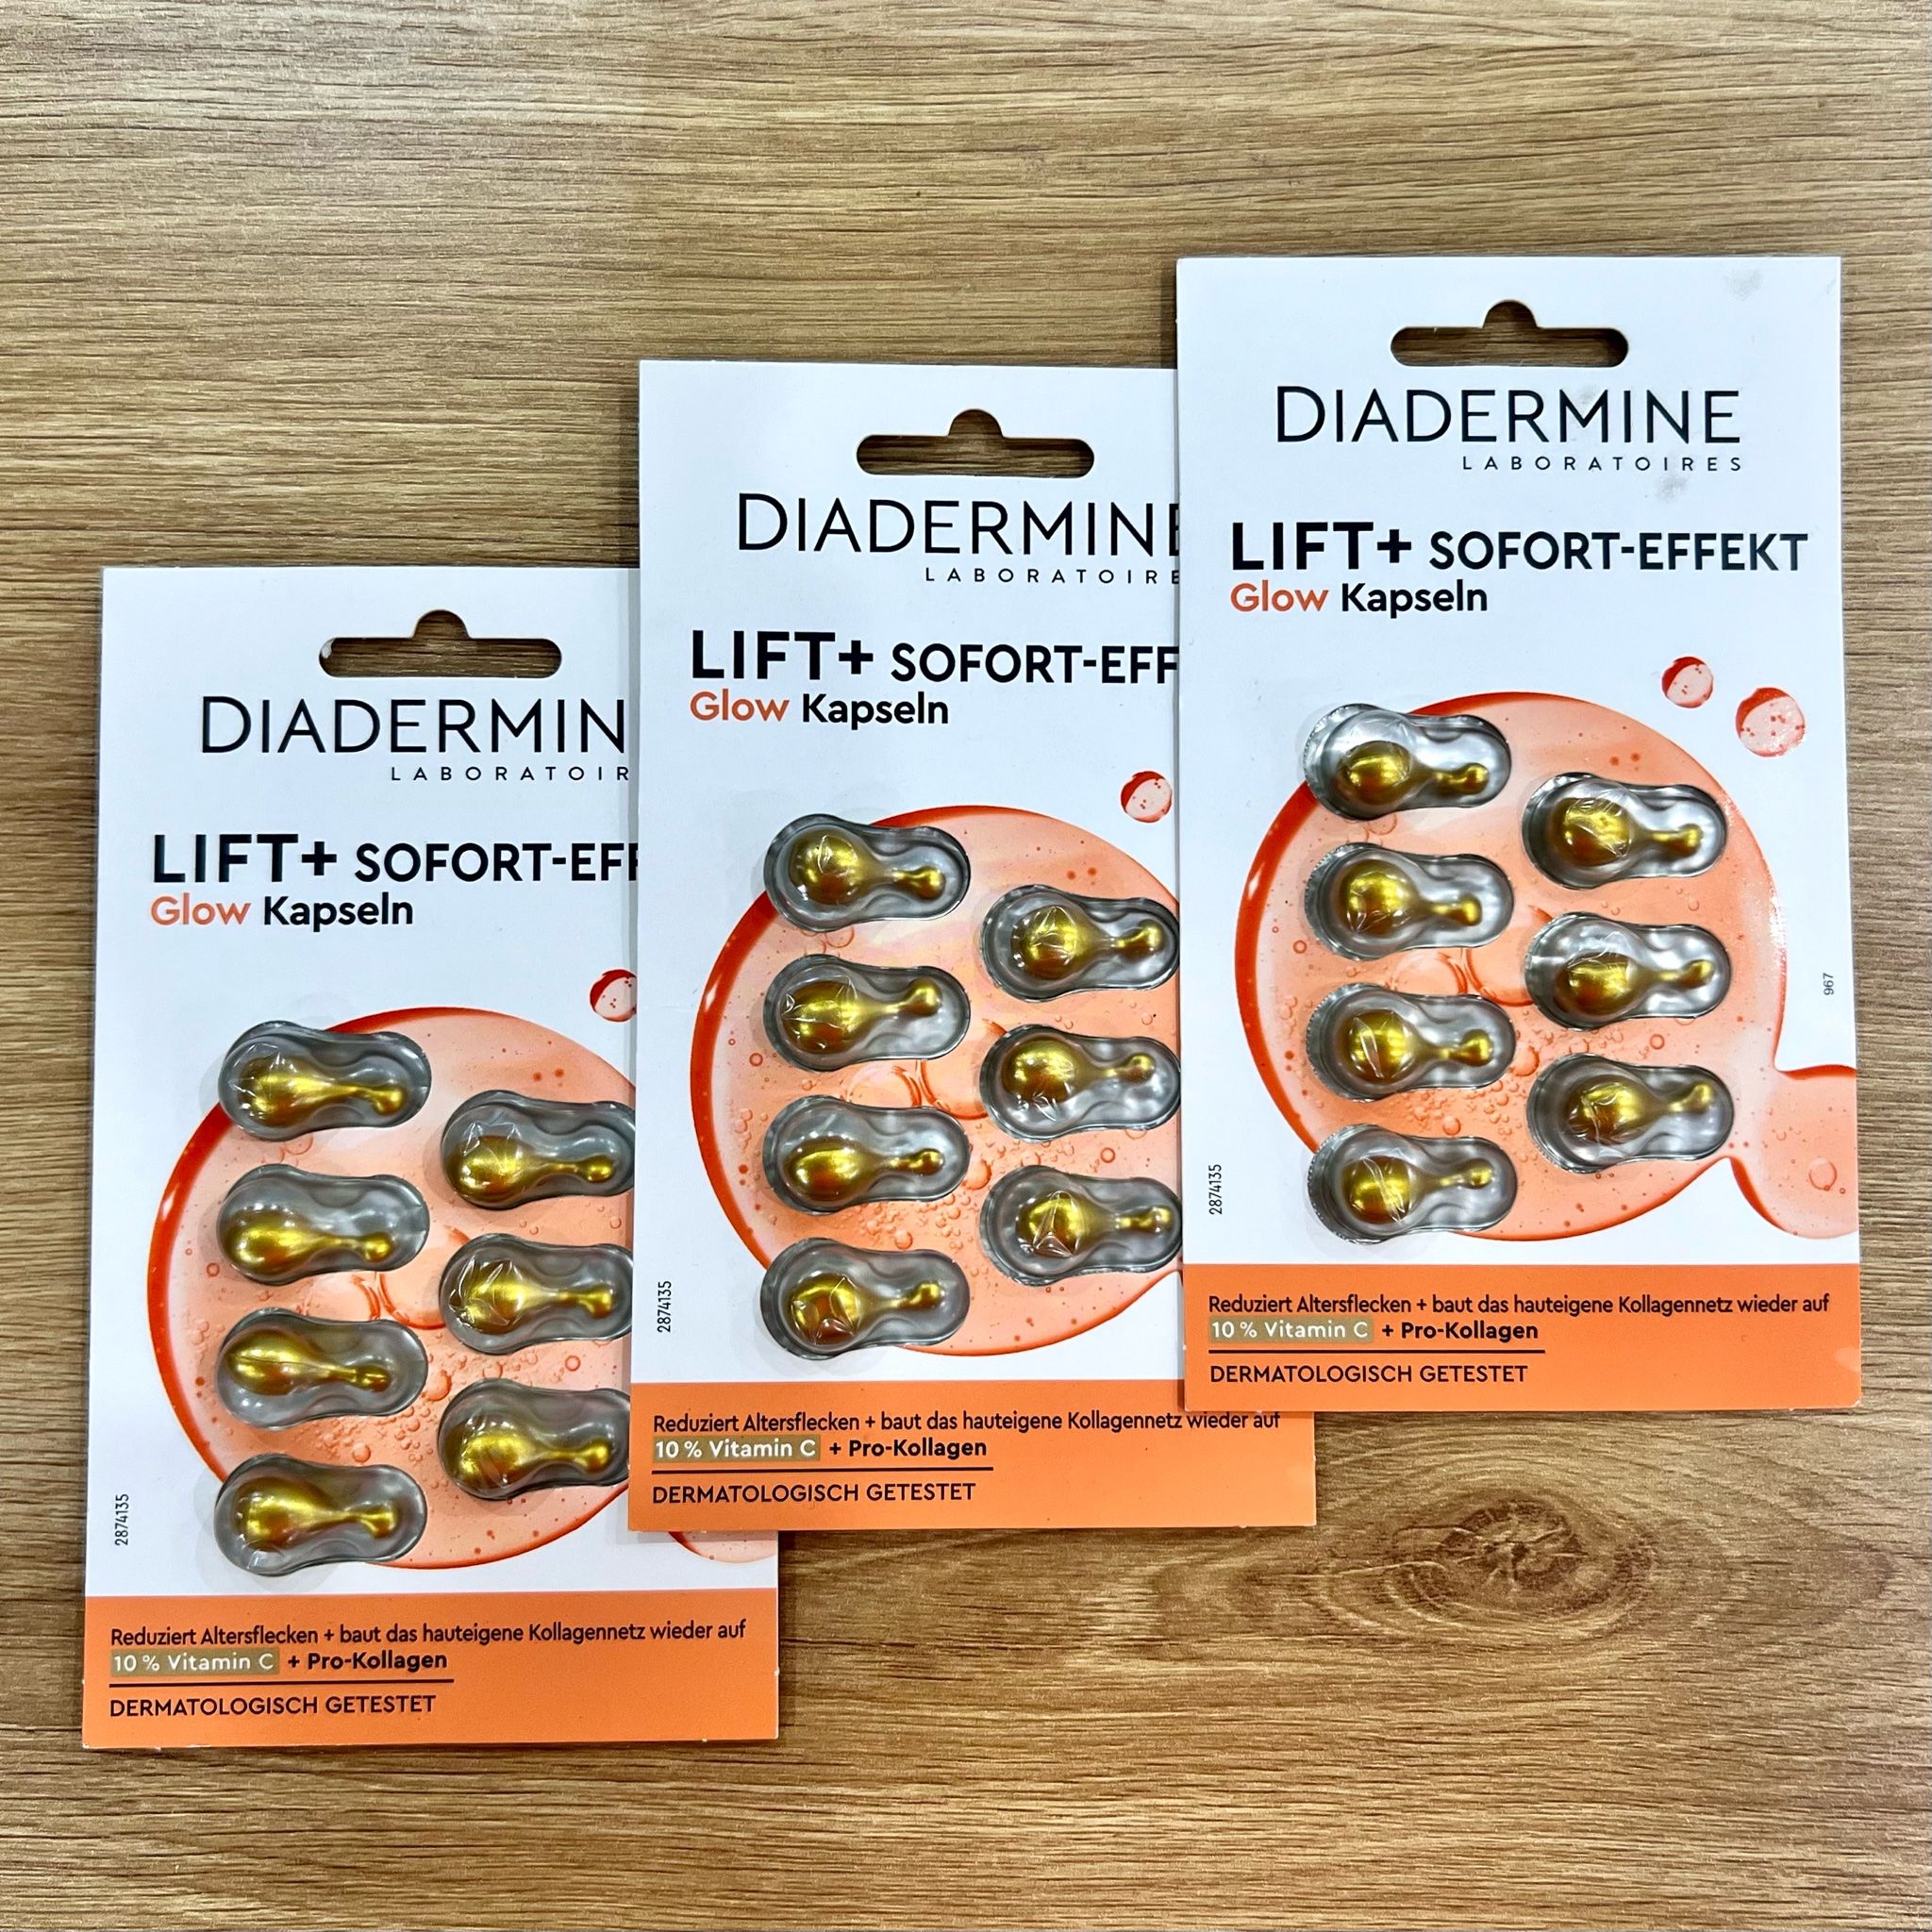 DIADERMIN
LABORATOIR
LIFT+ SOFORT-EFF
Glow Kapseln
2874135
Reduziert Altersflecken + baut das hauteigene Kollagennetz wieder auf
10 % Vitamin C + Pro-Kollagen
DERMATOLOGISCH GETESTET
DIADERMINE
LABORATOIRE
LIFT+ SOFORT-EFF
Glow Kapseln
2874135
Reduziert Altersflecken + baut das hauteigene Kollagennetz wieder auf
10 % Vitamin C + Pro-Kollagen
DERMATOLOGISCH GETESTET
DIADERMINE
LABORATOIRES
LIFT+ SOFORT-EFFEKT
Glow Kapseln
967
2874135
Reduziert Altersflecken + baut das hauteigene Kollagennetz wieder auf
10 % Vitamin C + Pro-Kollagen
DERMATOLOGISCH GETESTET